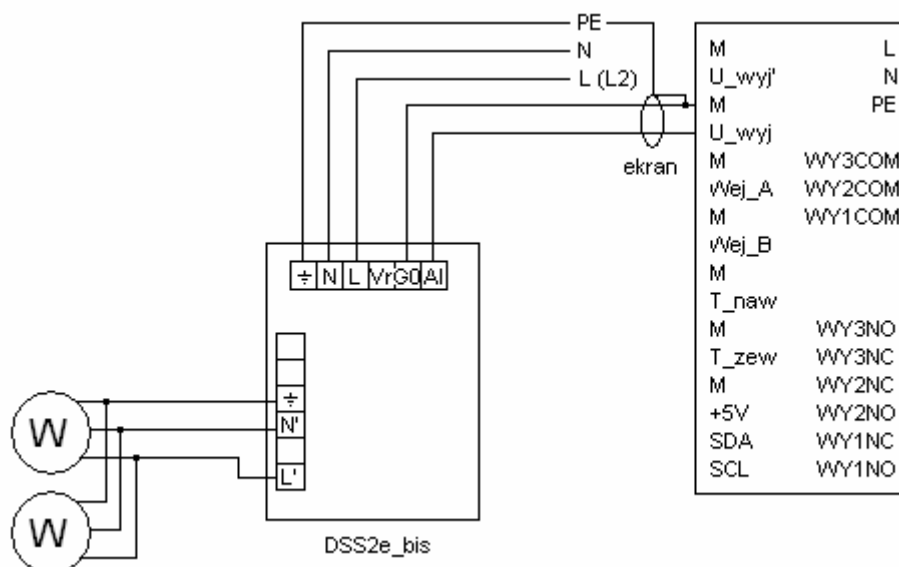 PE
N
L (L2)
ekran
M L
U_wyj' N
M PE
U_wyj
M WY3COM
Wej_A WY2COM
M WY1COM
Wej_B
M
T_naw
M WY3NO
T_zew WY3NC
M WY2NC
+5V WY2NO
SDA WY1NC
SCL WY1NO
N L Vr G0 AI
N'
L'
W
W
DSS2e_bis